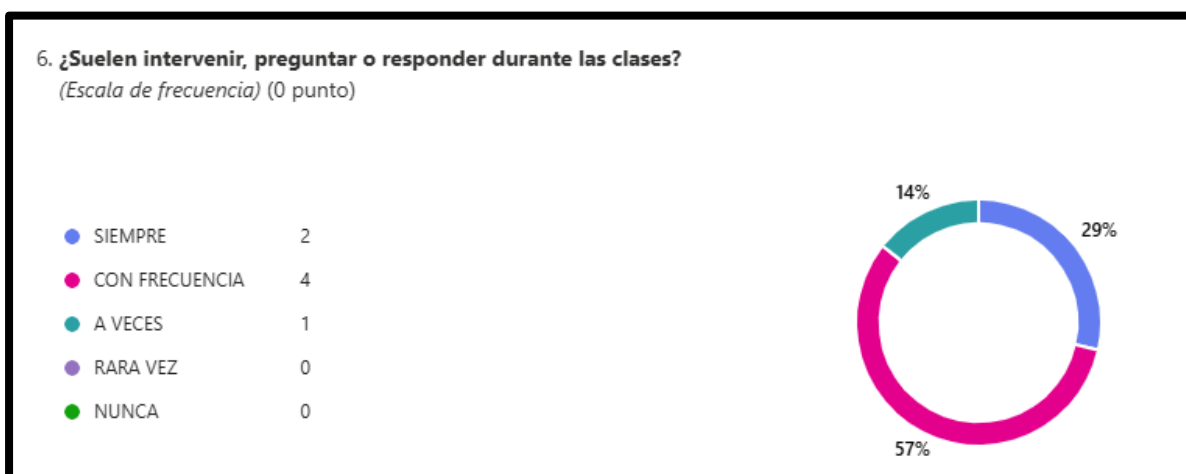 6. ¿Suelen intervenir, preguntar o responder durante las clases?
(Escala de frecuencia) (0 punto)
SIEMPRE 2
CON FRECUENCIA 4
A VECES 1
RARA VEZ 0
NUNCA 0
14%
29%
57%